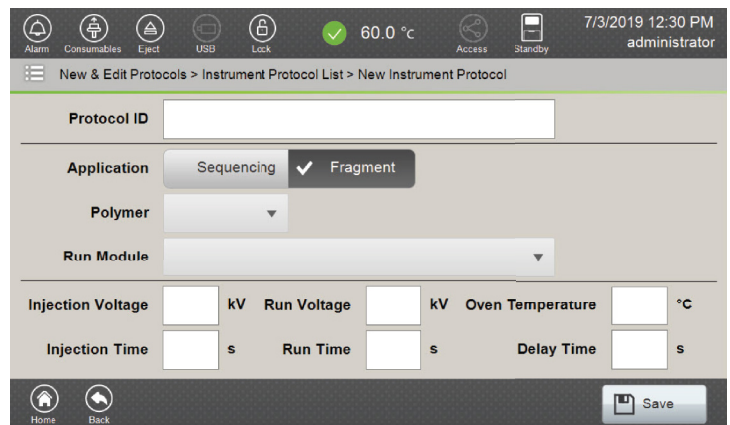 7/3/2019 12:30 PM
60.0 °c
administrator
Alarm Consumables Eject USB Lock Access Standby
New & Edit Protocols > Instrument Protocol List > New Instrument Protocol
Protocol ID
Application Sequencing Fragment
Polymer
Run Module
Injection Voltage kV Run Voltage kV Oven Temperature °C
Injection Time s Run Time s Delay Time s
Save
Home Back